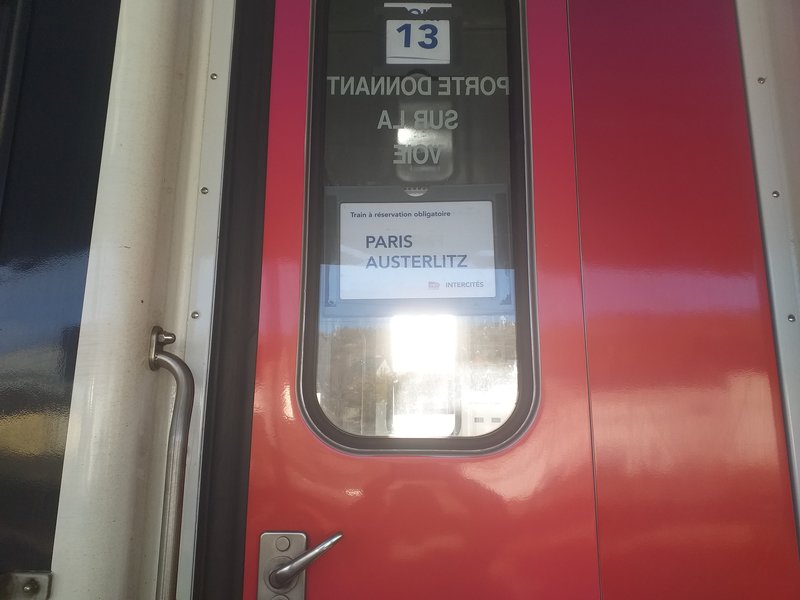 13
PORTE DONNANT
SUR LA
VOIE
Train à réservation obligatoire
PARIS
AUSTERLITZ
INTERCITÉS